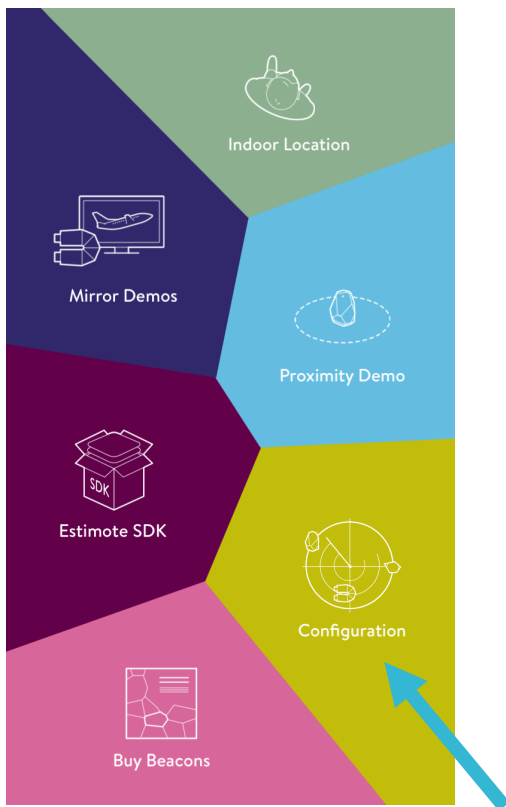 Indoor Location
Mirror Demos
Proximity Demo
SDK
Estimote SDK
Configuration
Buy Beacons